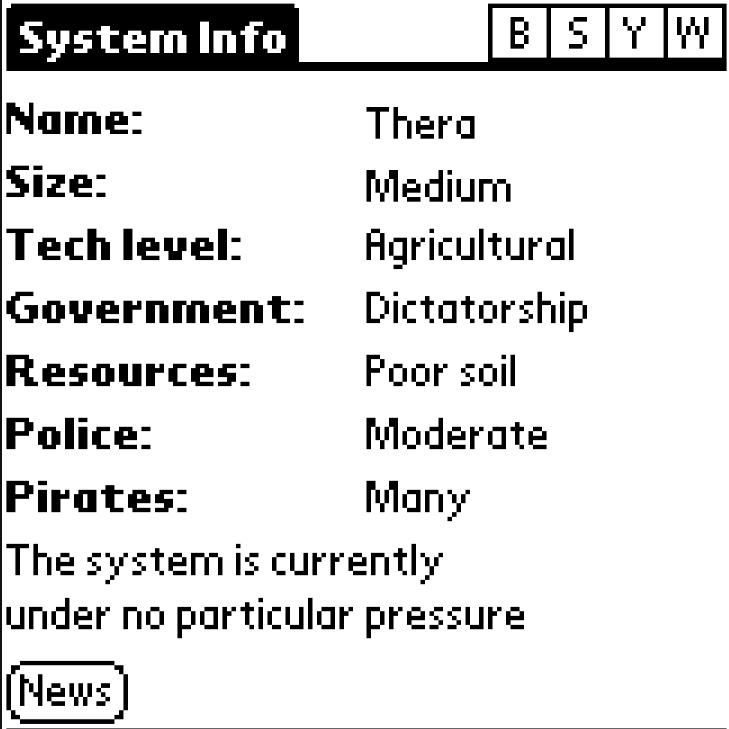 System Info B S Y W
Name: Thera
Size: Medium
Tech level: Agricultural
Government: Dictatorship
Resources: Poor soil
Police: Moderate
Pirates: Many
The system is currently
under no particular pressure
News